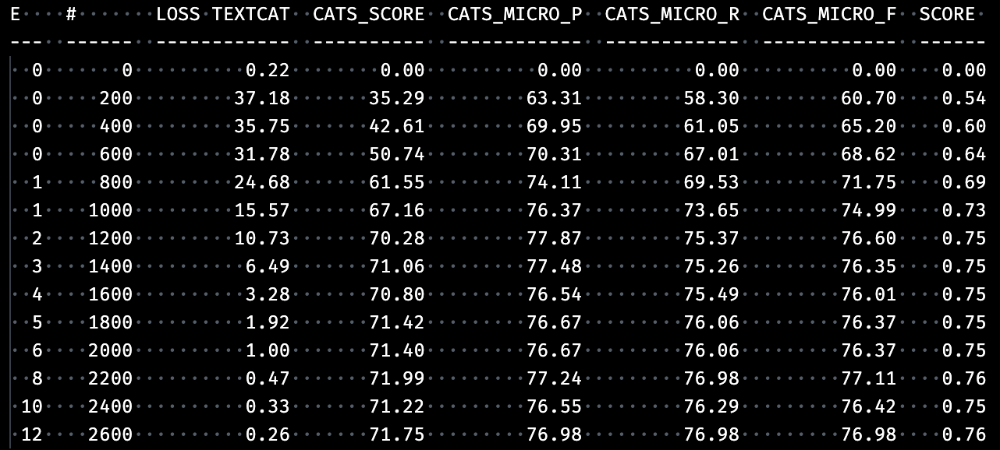 E # LOSS TEXTCAT CATS_SCORE CATS_MICRO_P CATS_MICRO_R CATS_MICRO_F SCORE
--- ------ ------------ ---------- ------------ ------------ ------------ ------
0 0 0.22 0.00 0.00 0.00 0.00 0.00
0 200 37.18 35.29 63.31 58.30 60.70 0.54
0 400 35.75 42.61 69.95 61.05 65.20 0.60
0 600 31.78 50.74 70.31 67.01 68.62 0.64
1 800 24.68 61.55 74.11 69.53 71.75 0.69
1 1000 15.57 67.16 76.37 73.65 74.99 0.73
2 1200 10.73 70.28 77.87 75.37 76.60 0.75
3 1400 6.49 71.06 77.48 75.26 76.35 0.75
4 1600 3.28 70.80 76.54 75.49 76.01 0.75
5 1800 1.92 71.42 76.67 76.06 76.37 0.75
6 2000 1.00 71.40 76.67 76.06 76.37 0.75
8 2200 0.47 71.99 77.24 76.98 77.11 0.76
10 2400 0.33 71.22 76.55 76.29 76.42 0.75
12 2600 0.26 71.75 76.98 76.98 76.98 0.76